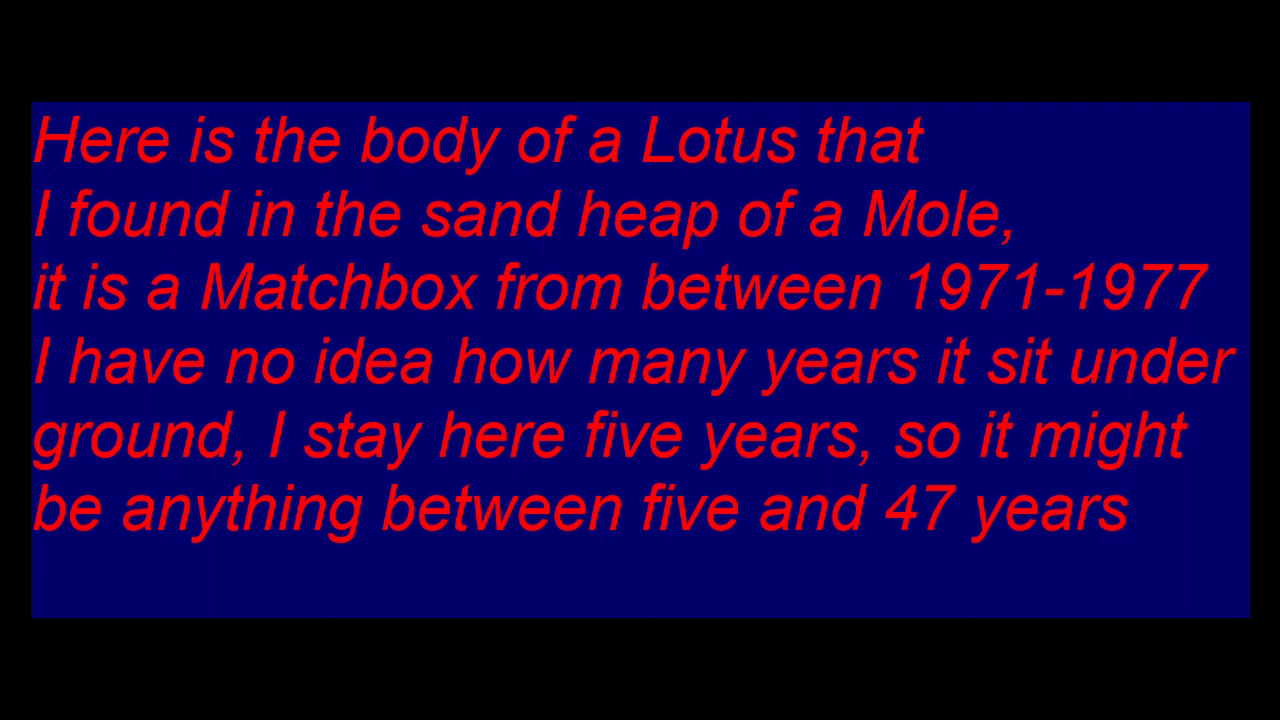 Here is the body of a Lotus that
I found in the sand heap of a Mole,
it is a Matchbox from between 1971-1977
I have no idea how many years it sit under
ground, I stay here five years, so it might
be anything between five and 47 years